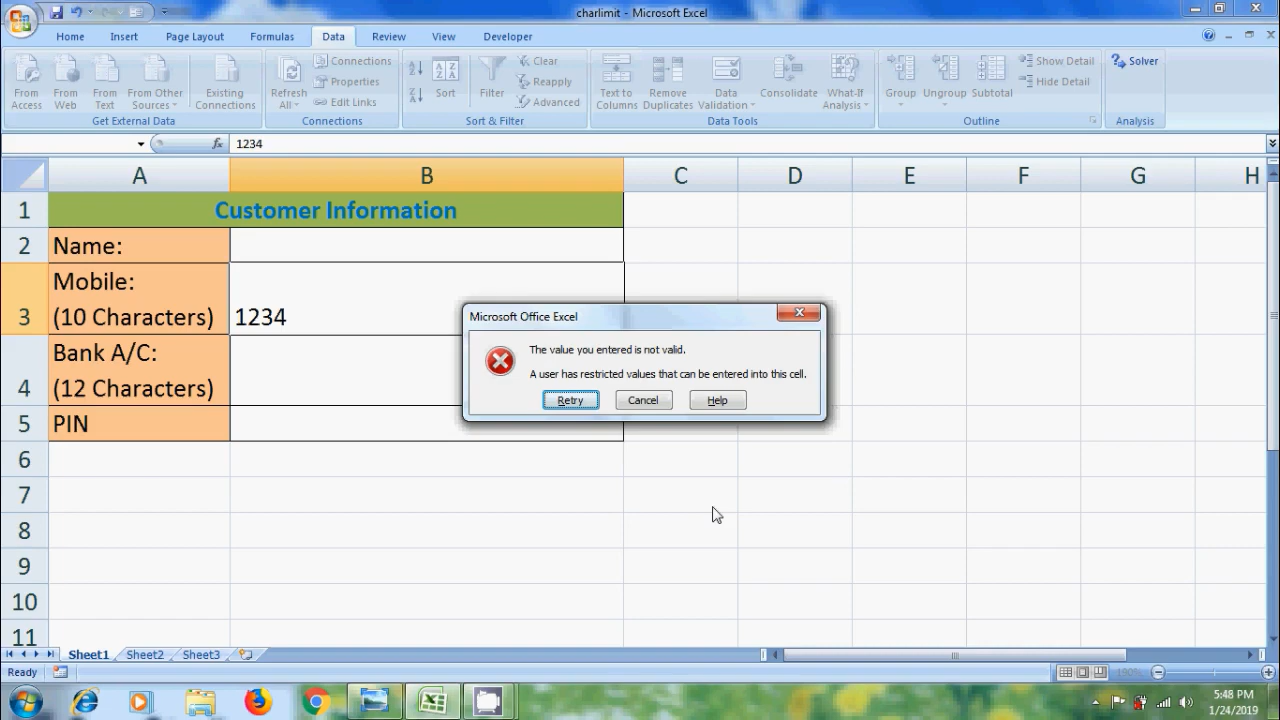 charlimit - Microsoft Excel
Home Insert Page Layout Formulas Data Review View Developer
From Access
From Web
From Text
From Other Sources
Existing Connections
Get External Data
Refresh All
Connections
Properties
Edit Links
Connections
Sort
Filter
Clear
Reapply
Advanced
Sort & Filter
Text to Columns
Remove Duplicates
Data Validation
Consolidate
What-If Analysis
Data Tools
Group
Ungroup
Subtotal
Show Detail
Hide Detail
Outline
Solver
Analysis
fx 1234
A B C D E F G H
1 Customer Information
2 Name:
Mobile:
3 (10 Characters) 1234
Bank A/C:
4 (12 Characters)
5 PIN
6
7
8
9
10
11
Microsoft Office Excel
The value you entered is not valid.
A user has restricted values that can be entered into this cell.
Retry Cancel Help
Sheet1 Sheet2 Sheet3
Ready 190%
5:48 PM
1/24/2019